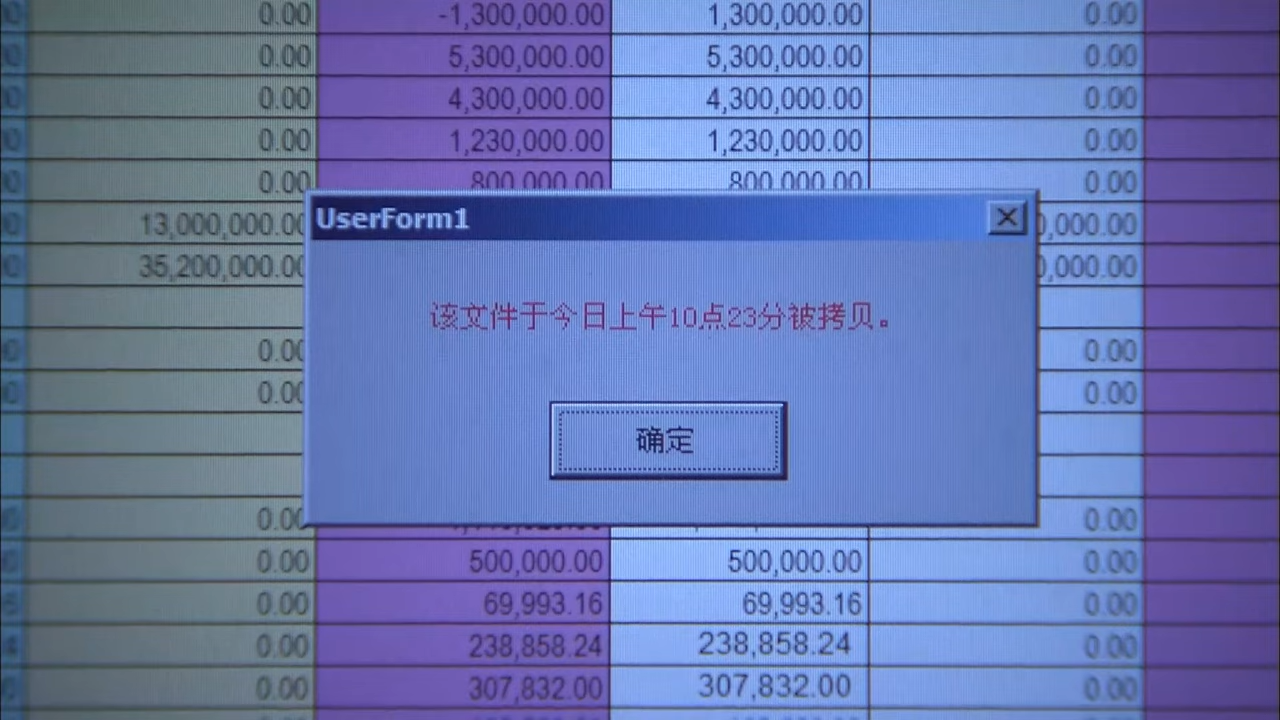 0.00 -1,300,000.00 1,300,000.00 0.00
0.00 5,300,000.00 5,300,000.00 0.00
0.00 4,300,000.00 4,300,000.00 0.00
0.00 1,230,000.00 1,230,000.00 0.00
0.00 800,000.00 800,000.00 0.00
13,000,000.00
35,200,000.00
UserForm1
该文件于今日上午10点23分被拷贝。
确定
0.00 0.00
0.00 0.00
0.00 0.00
0.00 500,000.00 500,000.00 0.00
0.00 69,993.16 69,993.16 0.00
0.00 238,858.24 238,858.24 0.00
0.00 307,832.00 307,832.00 0.00